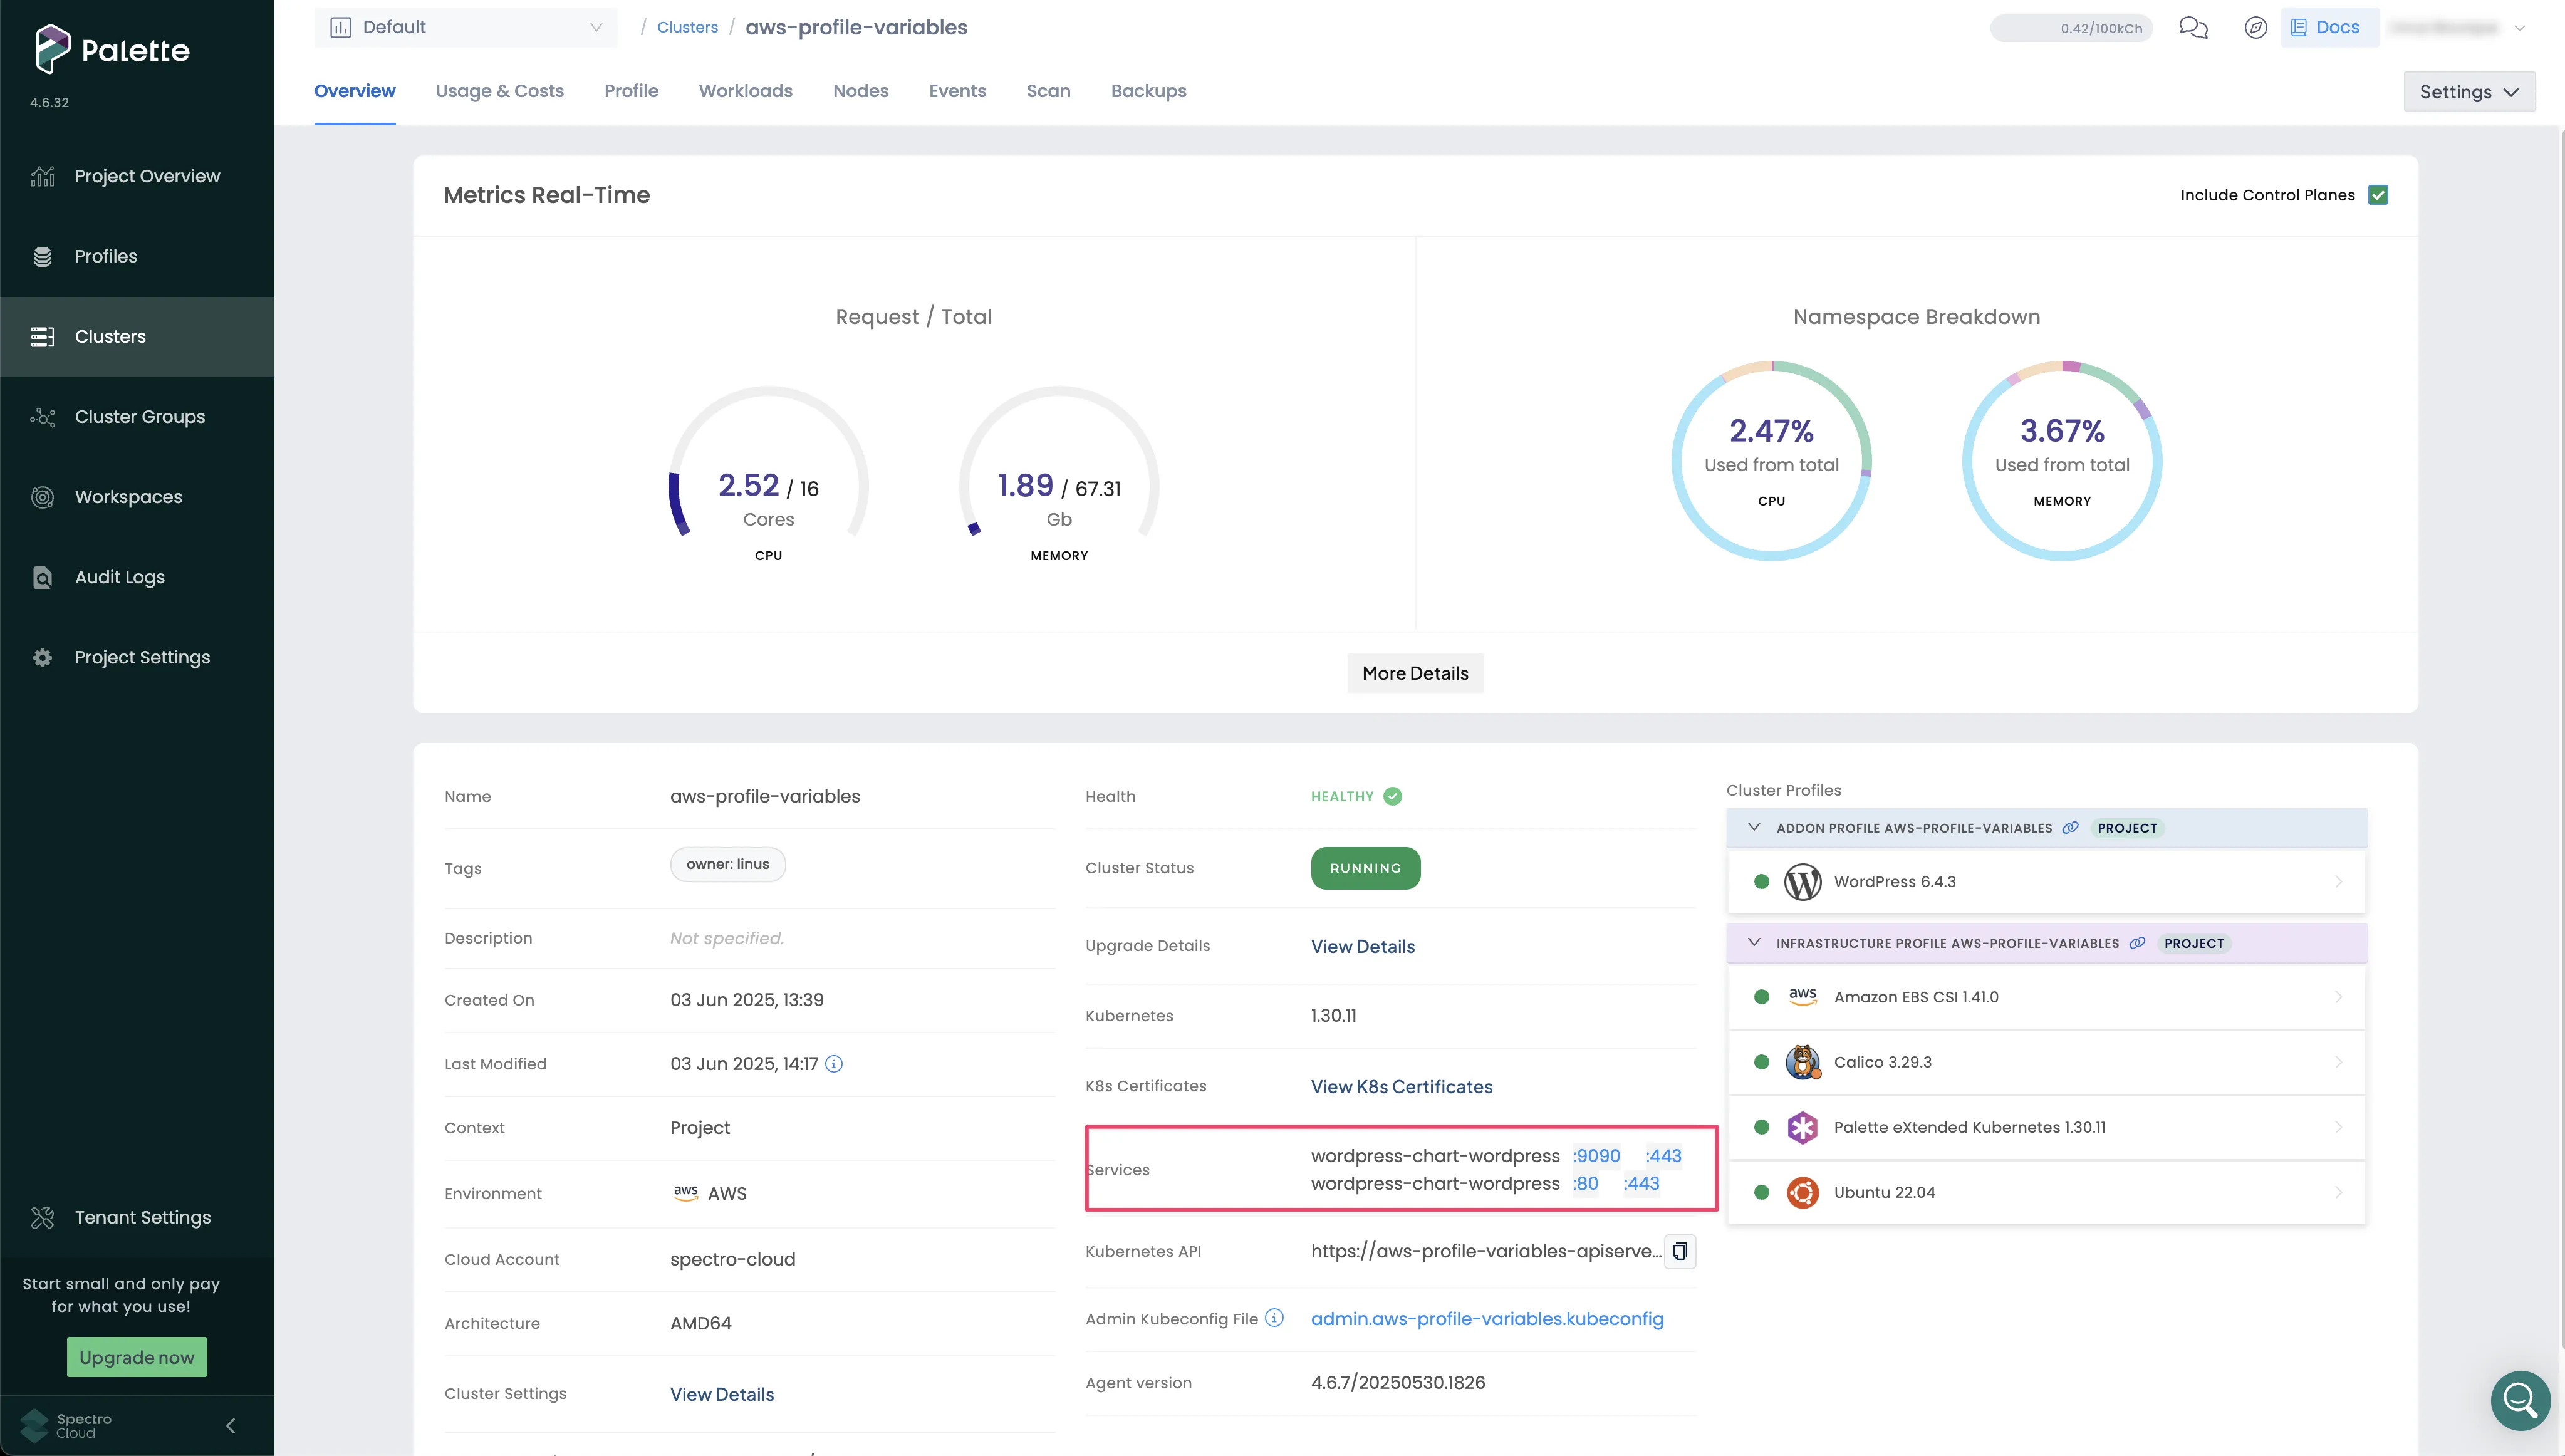 Palette
4.6.32
Project Overview
Profiles
Clusters
Cluster Groups
Workspaces
Audit Logs
Project Settings
Tenant Settings
Start small and only pay
for what you use!
Upgrade now
Spectro
Cloud
Default
/ Clusters / aws-profile-variables
0.42/100kCh
Docs
Overview
Usage & Costs
Profile
Workloads
Nodes
Events
Scan
Backups
Settings
Metrics Real-Time
Include Control Planes
Request / Total
2.52 / 16
Cores
CPU
1.89 / 67.31
Gb
MEMORY
Namespace Breakdown
2.47%
Used from total
CPU
3.67%
Used from total
MEMORY
More Details
Name aws-profile-variables
Tags owner: linus
Description Not specified.
Created On 03 Jun 2025, 13:39
Last Modified 03 Jun 2025, 14:17
Context Project
Environment aws AWS
Cloud Account spectro-cloud
Architecture AMD64
Cluster Settings View Details
Health HEALTHY
Cluster Status RUNNING
Upgrade Details View Details
Kubernetes 1.30.11
K8s Certificates View K8s Certificates
Services
wordpress-chart-wordpress :9090 :443
wordpress-chart-wordpress :80 :443
Kubernetes API https://aws-profile-variables-apiserve...
Admin Kubeconfig File admin.aws-profile-variables.kubeconfig
Agent version 4.6.7/20250530.1826
Cluster Profiles
ADDON PROFILE AWS-PROFILE-VARIABLES PROJECT
WordPress 6.4.3
INFRASTRUCTURE PROFILE AWS-PROFILE-VARIABLES PROJECT
aws Amazon EBS CSI 1.41.0
Calico 3.29.3
Palette eXtended Kubernetes 1.30.11
Ubuntu 22.04